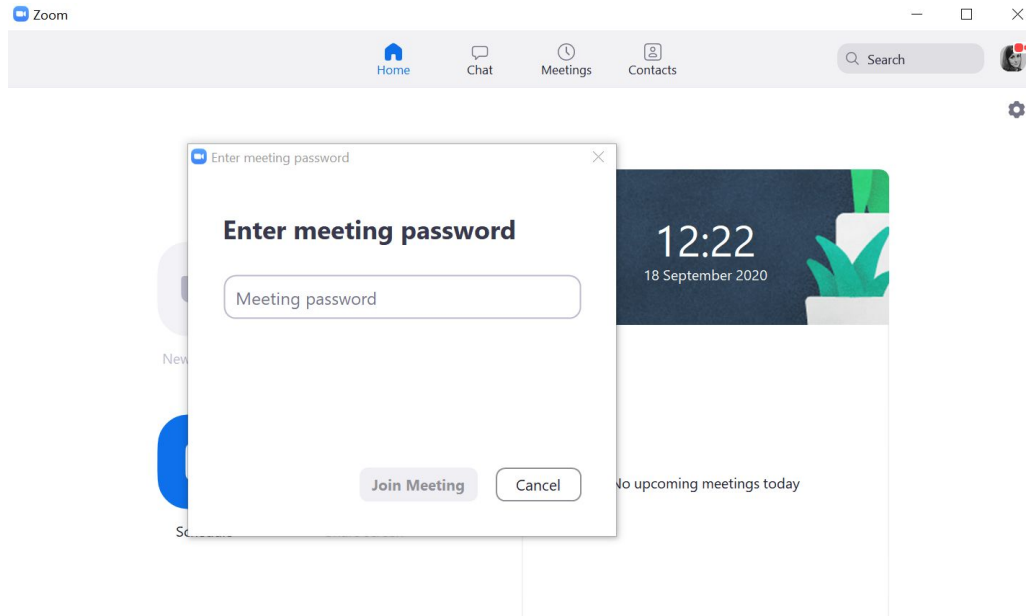 Zoom
Home
Chat
Meetings
Contacts
Search
Enter meeting password
Enter meeting password
Meeting password
Join Meeting
Cancel
12:22
18 September 2020
New
No upcoming meetings today